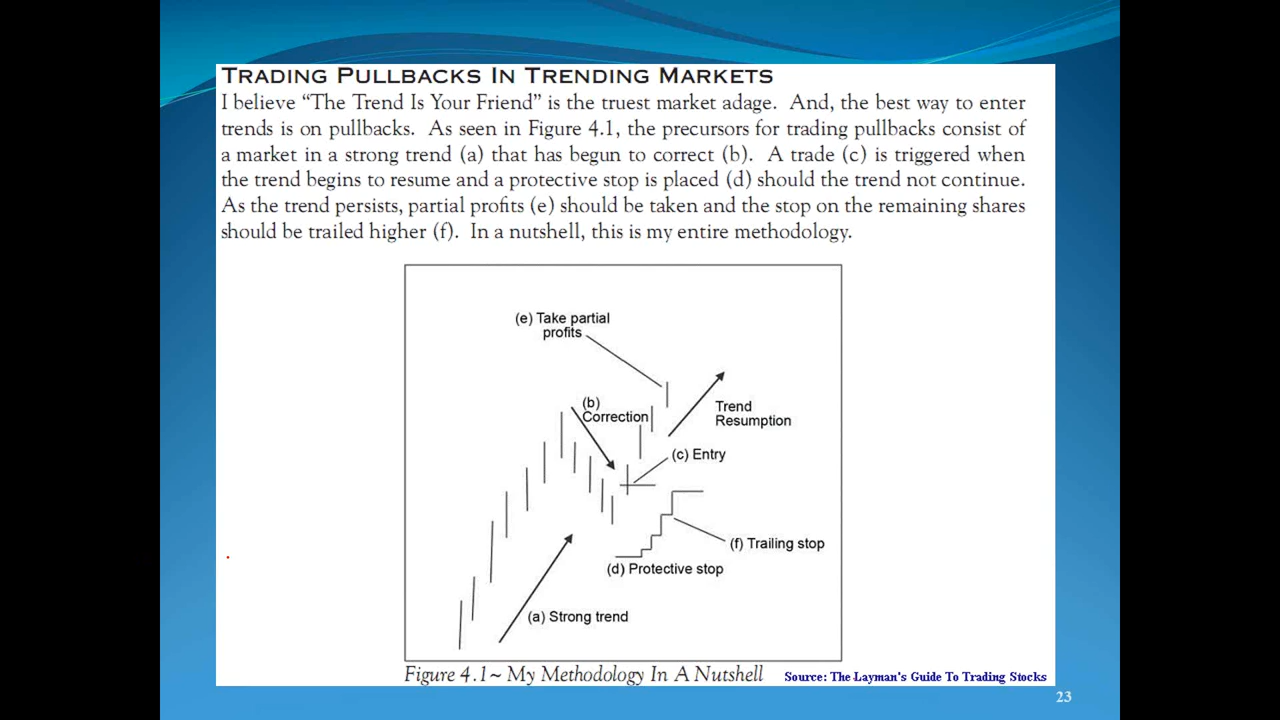 TRADING PULLBACKS IN TRENDING MARKETS
I believe “The Trend Is Your Friend” is the truest market adage. And, the best way to enter
trends is on pullbacks. As seen in Figure 4.1, the precursors for trading pullbacks consist of
a market in a strong trend (a) that has begun to correct (b). A trade (c) is triggered when
the trend begins to resume and a protective stop is placed (d) should the trend not continue.
As the trend persists, partial profits (e) should be taken and the stop on the remaining shares
should be trailed higher (f). In a nutshell, this is my entire methodology.
(e) Take partial
profits
(b)
Correction
Trend
Resumption
(c) Entry
(f) Trailing stop
(d) Protective stop
(a) Strong trend
Figure 4.1~ My Methodology In A Nutshell
Source: The Layman's Guide To Trading Stocks
23